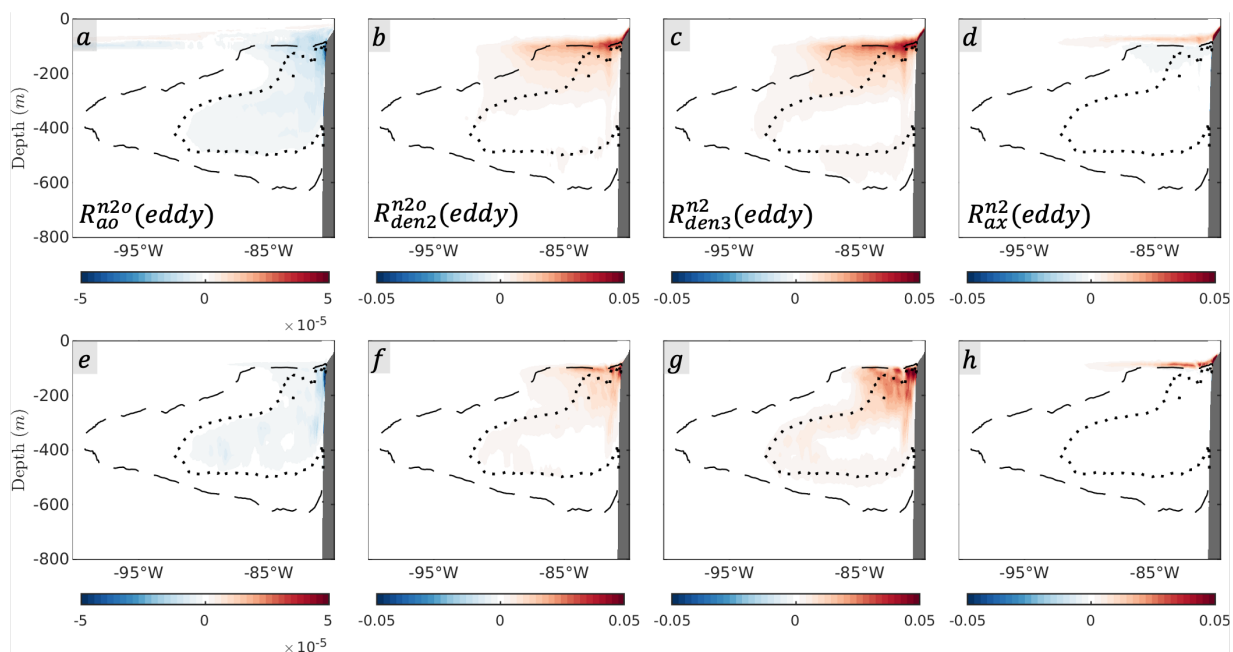 a b c d
0
-200
-400
-600
-800
Depth (m)
R_{ao}^{n2o}(eddy) R_{den2}^{n2o}(eddy) R_{den3}^{n2}(eddy) R_{ax}^{n2}(eddy)
-95°W -85°W -95°W -85°W -95°W -85°W -95°W -85°W
-5 0 5 -0.05 0 0.05 -0.05 0 0.05 -0.05 0 0.05
×10^{-5}
e f g h
0
-200
-400
-600
-800
Depth (m)
-95°W -85°W -95°W -85°W -95°W -85°W -95°W -85°W
-5 0 5 -0.05 0 0.05 -0.05 0 0.05 -0.05 0 0.05
×10^{-5}